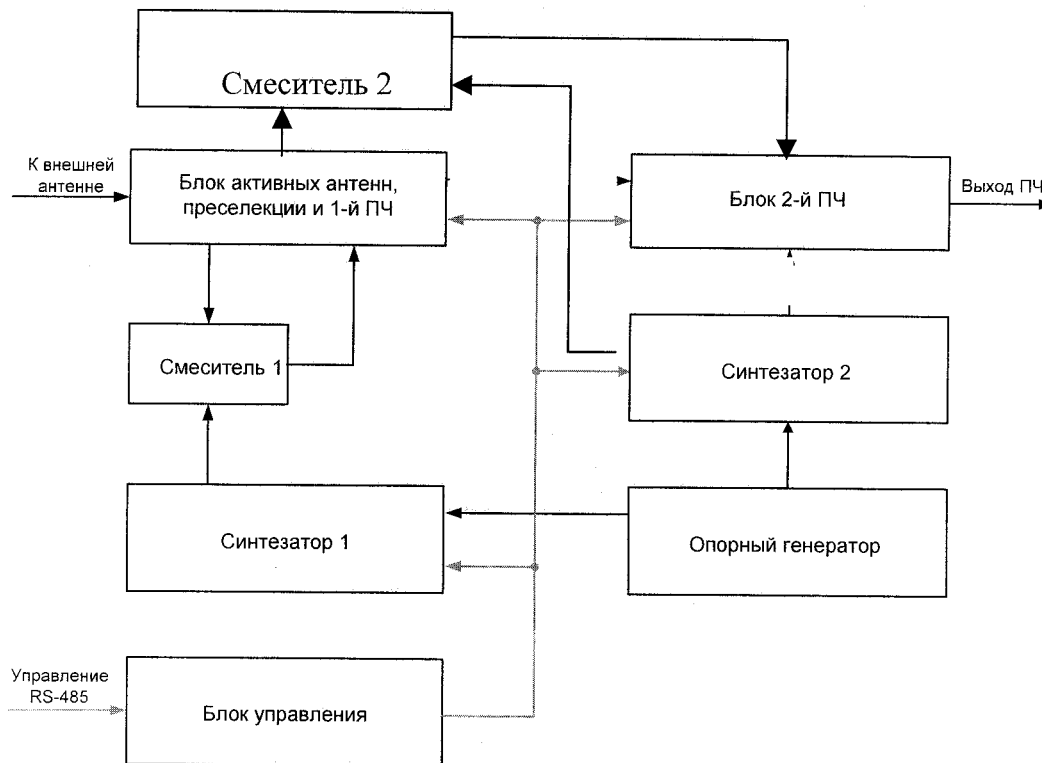 Смеситель 2
К внешней
антенне
Блок активных антенн,
преселекции и 1-й ПЧ
Блок 2-й ПЧ
Выход ПЧ
Смеситель 1
Синтезатор 2
Синтезатор 1
Опорный генератор
Управление
RS-485
Блок управления